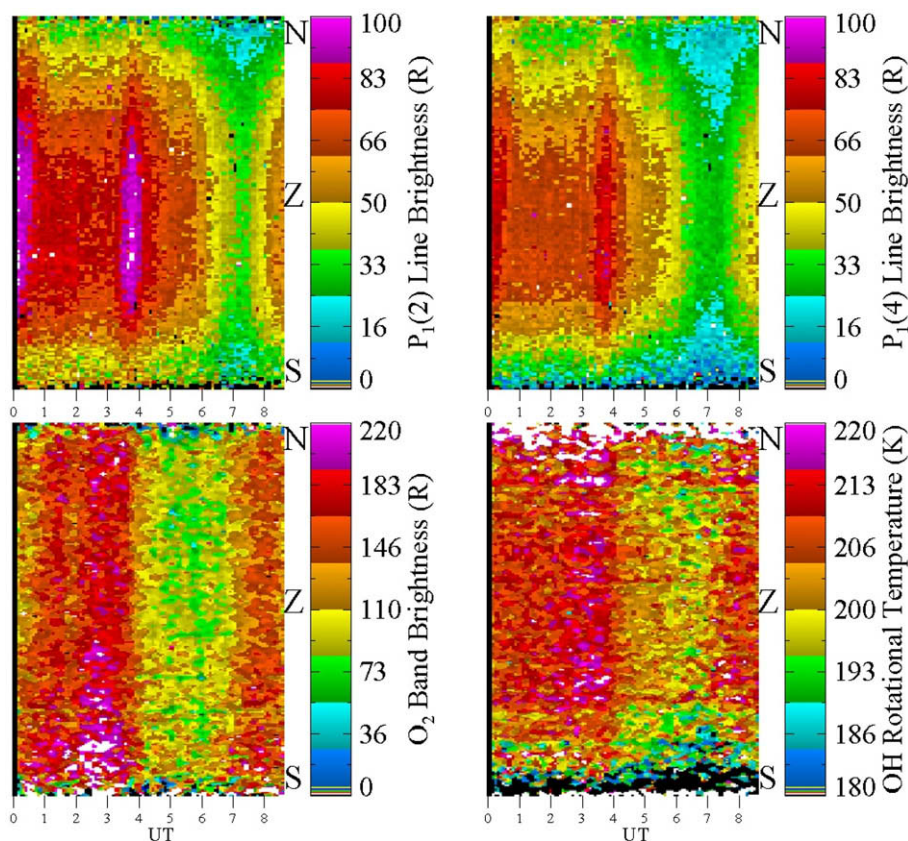 N
Z
S
100
83
66
50
33
16
0
P₁(2) Line Brightness (R)
0 1 2 3 4 5 6 7 8
N
Z
S
100
83
66
50
33
16
0
P₁(4) Line Brightness (R)
0 1 2 3 4 5 6 7 8
N
Z
S
220
183
146
110
73
36
0
O₂ Band Brightness (R)
0 1 2 3 4 5 6 7 8
UT
N
Z
S
220
213
206
200
193
186
180
OH Rotational Temperature (K)
0 1 2 3 4 5 6 7 8
UT